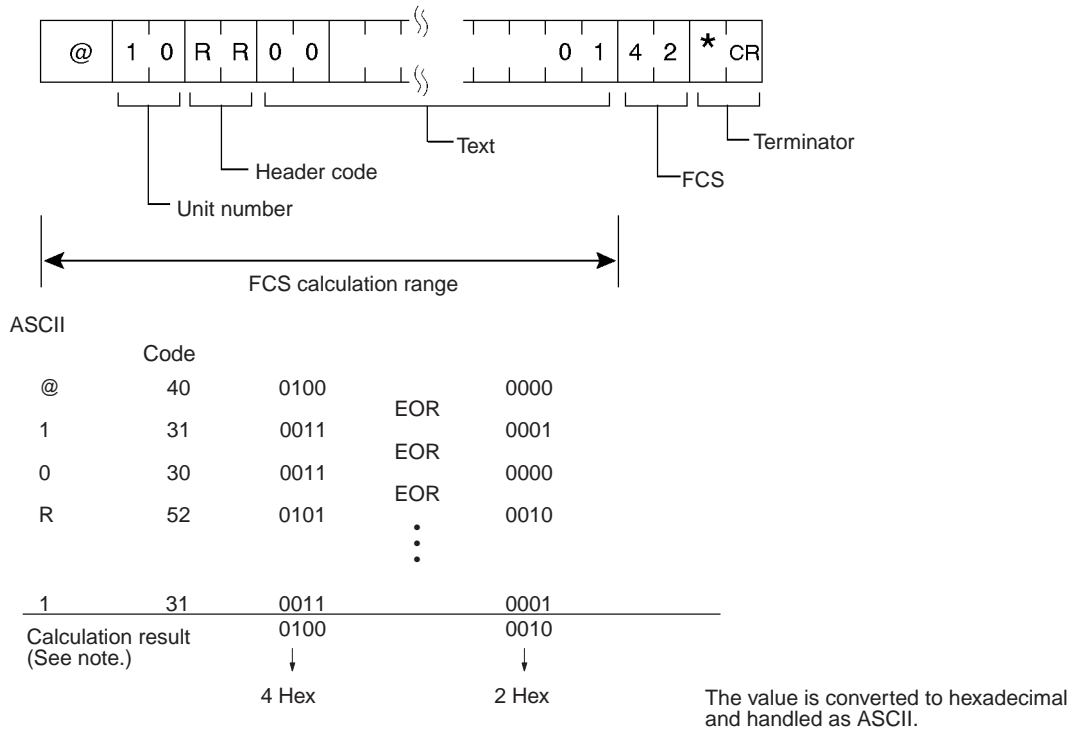 @ 1 0 R R 0 0 0 1 4 2 * CR
Text
Terminator
Header code
FCS
Unit number
FCS calculation range
ASCII
Code
@ 40 0100 0000
EOR
1 31 0011 0001
EOR
0 30 0011 0000
EOR
R 52 0101 0010
1 31 0011 0001
Calculation result 0100 0010
(See note.)
4 Hex 2 Hex
The value is converted to hexadecimal
and handled as ASCII.